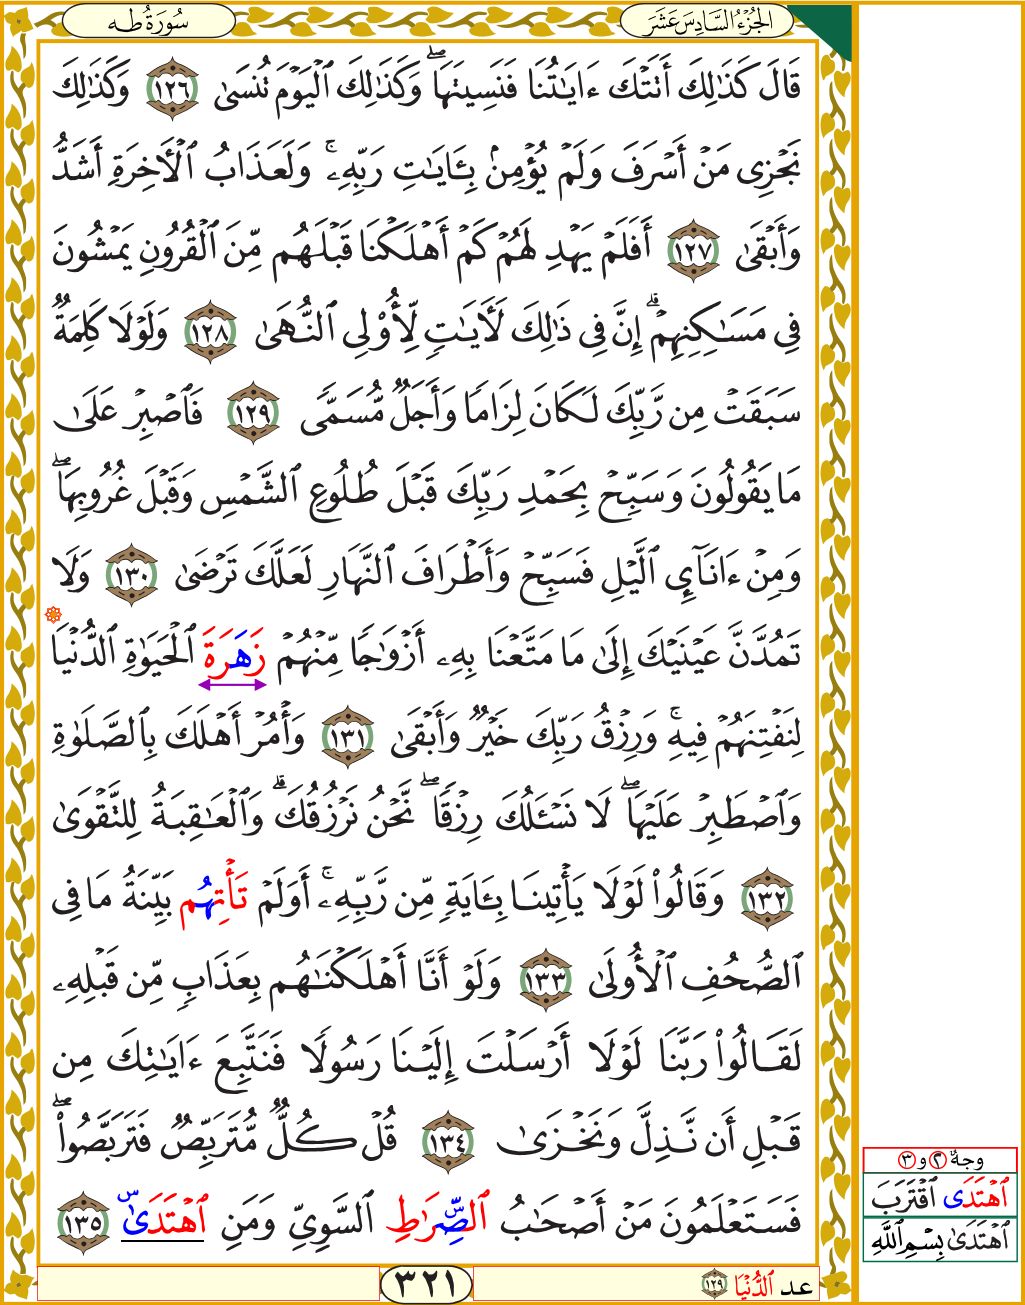 سُورَةُ طه
الجُزْءُ السَّادِسَ عَشَرَ
قَالَ كَذَٰلِكَ أَتَتْكَ ءَايَٰتُنَا فَنَسِيتَهَاۖ وَكَذَٰلِكَ ٱلْيَوْمَ تُنسَىٰ ١٢٦ وَكَذَٰلِكَ
نَجْزِى مَنْ أَسْرَفَ وَلَمْ يُؤْمِنۢ بِـَٔايَٰتِ رَبِّهِۦۚ وَلَعَذَابُ ٱلْأَخِرَةِ أَشَدُّ
وَأَبْقَىٰ ١٢٧ أَفَلَمْ يَهْدِ لَهُمْ كَمْ أَهْلَكْنَا قَبْلَهُم مِّنَ ٱلْقُرُونِ يَمْشُونَ
فِى مَسَٰكِنِهِمْۗ إِنَّ فِى ذَٰلِكَ لَأَيَٰتٍ لِّأُو۟لِى ٱلنُّهَىٰ ١٢٨ وَلَوْلَا كَلِمَةٌ
سَبَقَتْ مِن رَّبِّكَ لَكَانَ لِزَامًا وَأَجَلٌ مُّسَمًّى ١٢٩ فَٱصْبِرْ عَلَىٰ
مَا يَقُولُونَ وَسَبِّحْ بِحَمْدِ رَبِّكَ قَبْلَ طُلُوعِ ٱلشَّمْسِ وَقَبْلَ غُرُوبِهَاۖ
وَمِنْ ءَانَآئِ ٱلَّيْلِ فَسَبِّحْ وَأَطْرَافَ ٱلنَّهَارِ لَعَلَّكَ تَرْضَىٰ ١٣٠ وَلَا
تَمُدَّنَّ عَيْنَيْكَ إِلَىٰ مَا مَتَّعْنَا بِهِۦ أَزْوَٰجًا مِّنْهُمْ زَهَرَةَ ٱلْحَيَوٰةِ ٱلدُّنْيَا
لِنَفْتِنَهُمْ فِيهِۚ وَرِزْقُ رَبِّكَ خَيْرٌ وَأَبْقَىٰ ١٣١ وَأْمُرْ أَهْلَكَ بِٱلصَّلَوٰةِ
وَٱصْطَبِرْ عَلَيْهَاۖ لَا نَسْـَٔلُكَ رِزْقًاۖ نَّحْنُ نَرْزُقُكَۗ وَٱلْعَٰقِبَةُ لِلتَّقْوَىٰ
١٣٢ وَقَالُوا۟ لَوْلَا يَأْتِينَا بِـَٔايَةٍ مِّن رَّبِّهِۦۚ أَوَلَمْ تَأْتِهُم بَيِّنَةُ مَا فِى
ٱلصُّحُفِ ٱلْأُولَىٰ ١٣٣ وَلَوْ أَنَّا أَهْلَكْنَٰهُم بِعَذَابٍ مِّن قَبْلِهِۦ
لَقَالُوا۟ رَبَّنَا لَوْلَا أَرْسَلْتَ إِلَيْنَا رَسُولًا فَنَتَّبِعَ ءَايَٰتِكَ مِن
قَبْلِ أَن نَّذِلَّ وَنَخْزَىٰ ١٣٤ قُلْ كُلٌّ مُّتَرَبِّصٌ فَتَرَبَّصُوا۟ۖ
فَسَتَعْلَمُونَ مَنْ أَصْحَٰبُ ٱلصِّرَٰطِ ٱلسَّوِىِّ وَمَنِ ٱهْتَدَىٰ ١٣٥
وجهٌ ٢ و ٣
ٱهْتَدَى ٱقْتَرَبَ
ٱهْتَدَىٰ بِسْمِ ٱللَّهِ
عد ٱلدُّنْيَا ١٢٩
٣٢١